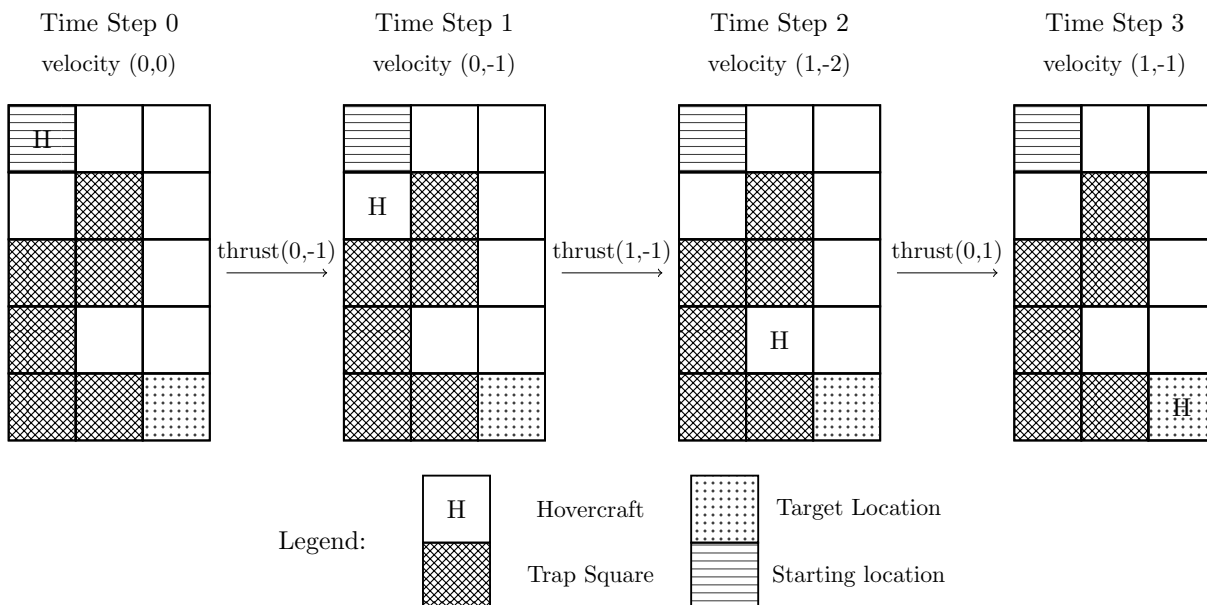 Time Step 0 Time Step 1 Time Step 2 Time Step 3
velocity (0,0) velocity (0,-1) velocity (1,-2) velocity (1,-1)
H
H
thrust(0,-1) thrust(1,-1) thrust(0,1)
H
H
H Hovercraft Target Location
Legend:
Trap Square Starting location